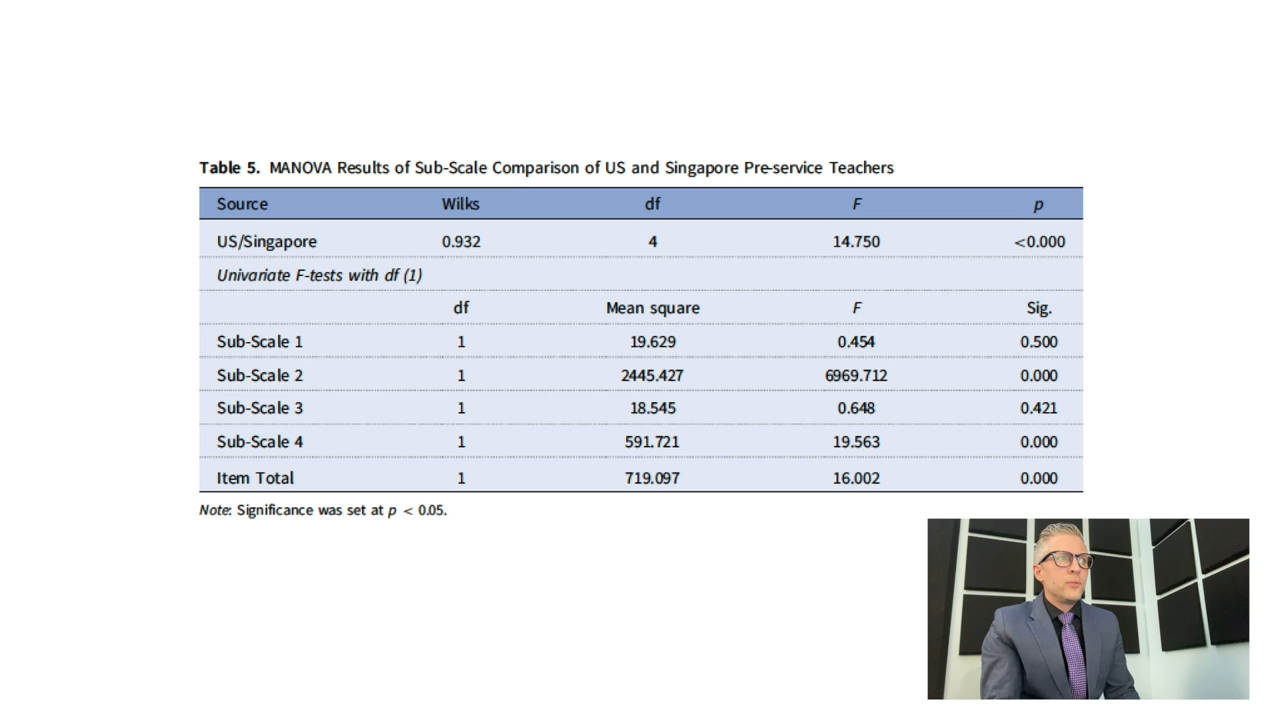 Table 5. MANOVA Results of Sub-Scale Comparison of US and Singapore Pre-service Teachers
Source Wilks df F p
US/Singapore 0.932 4 14.750 <0.000
Univariate F-tests with df (1)
df Mean square F Sig.
Sub-Scale 1 1 19.629 0.454 0.500
Sub-Scale 2 1 2445.427 6969.712 0.000
Sub-Scale 3 1 18.545 0.648 0.421
Sub-Scale 4 1 591.721 19.563 0.000
Item Total 1 719.097 16.002 0.000
Note: Significance was set at p < 0.05.